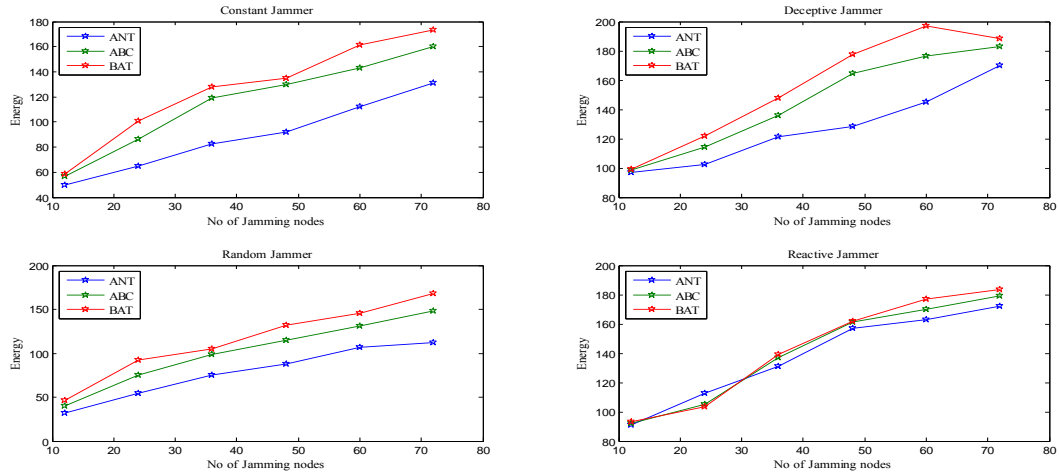 Constant Jammer
180
160
140
120
100
80
60
40
Energy
ANT
ABC
BAT
10 20 30 40 50 60 70 80
No of Jamming nodes
Deceptive Jammer
200
180
160
140
120
100
80
Energy
ANT
ABC
BAT
10 20 30 40 50 60 70 80
No of Jamming nodes
Random Jammer
200
150
100
50
0
Energy
ANT
ABC
BAT
10 20 30 40 50 60 70 80
No of Jamming nodes
Reactive Jammer
200
180
160
140
120
100
80
Energy
ANT
ABC
BAT
10 20 30 40 50 60 70 80
No of Jamming nodes